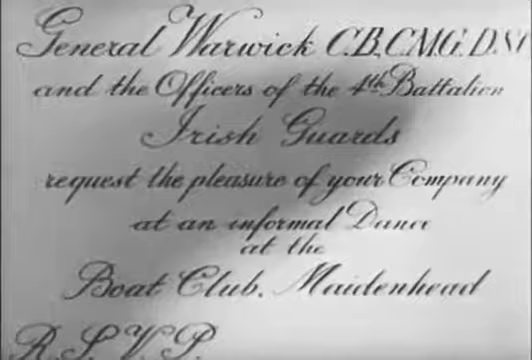 General Warwick C.B.C.M.G.D.S.O
and the Officers of the 4th Battalion
Irish Guards
request the pleasure of your Company
at an informal Dance
at the
Boat Club. Maidenhead
R.S.V.P.